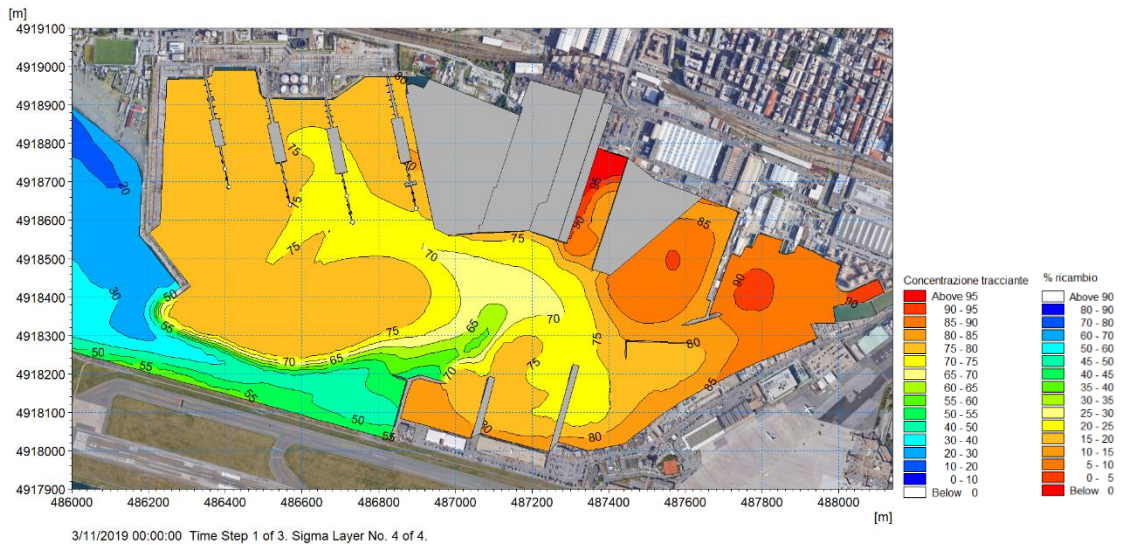 [m]
4919100
4919000
4918900
4918800
4918700
4918600
4918500
4918400
4918300
4918200
4918100
4918000
4917900
486000 486200 486400 486600 486800 487000 487200 487400 487600 487800 488000
[m]
80
75
70
95
20
75
90
85
75
75
70
90
50
30
90
55
65
70
75
75
80
65
70
50
55
75
70
85
50
80
80
55
Concentrazione tracciante
Above 95
90 - 95
85 - 90
80 - 85
75 - 80
70 - 75
65 - 70
60 - 65
55 - 60
50 - 55
40 - 50
30 - 40
20 - 30
10 - 20
0 - 10
Below 0
% ricambio
Above 90
80 - 90
70 - 80
60 - 70
50 - 60
45 - 50
40 - 45
35 - 40
30 - 35
25 - 30
20 - 25
15 - 20
10 - 15
5 - 10
0 - 5
Below 0
3/11/2019 00:00:00 Time Step 1 of 3. Sigma Layer No. 4 of 4.